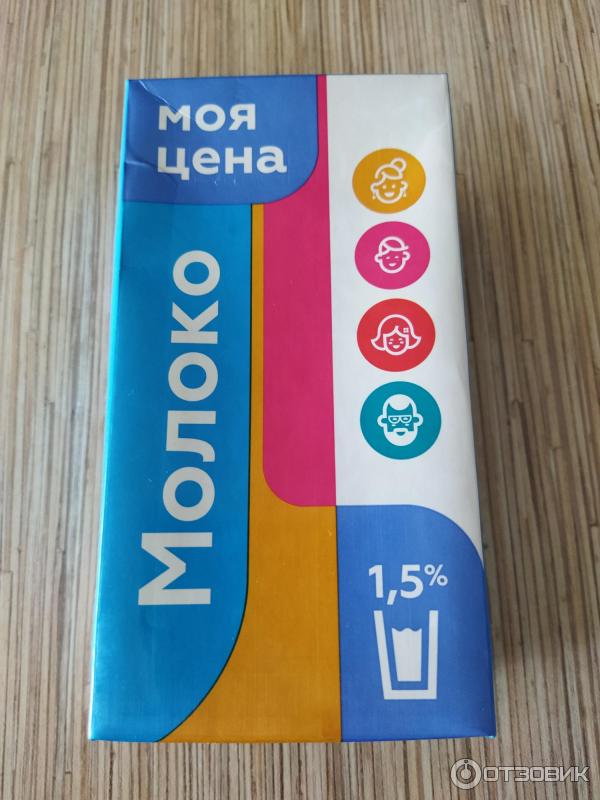 моя
цена
Молоко
1,5%
ОТЗОВИК